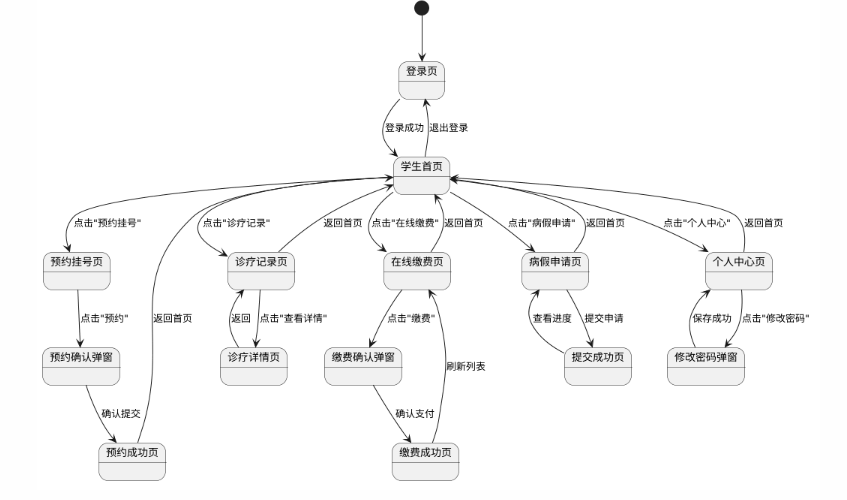 登录页
登录成功
退出登录
学生首页
点击"预约挂号"
点击"诊疗记录"
返回首页
点击"在线缴费"
返回首页
点击"病假申请"
返回首页
点击"个人中心"
返回首页
预约挂号页
诊疗记录页
在线缴费页
病假申请页
个人中心页
点击"预约"
返回首页
返回
点击"查看详情"
点击"缴费"
查看进度
提交申请
保存成功
点击"修改密码"
预约确认弹窗
诊疗详情页
缴费确认弹窗
刷新列表
提交成功页
修改密码弹窗
确认提交
确认支付
预约成功页
缴费成功页